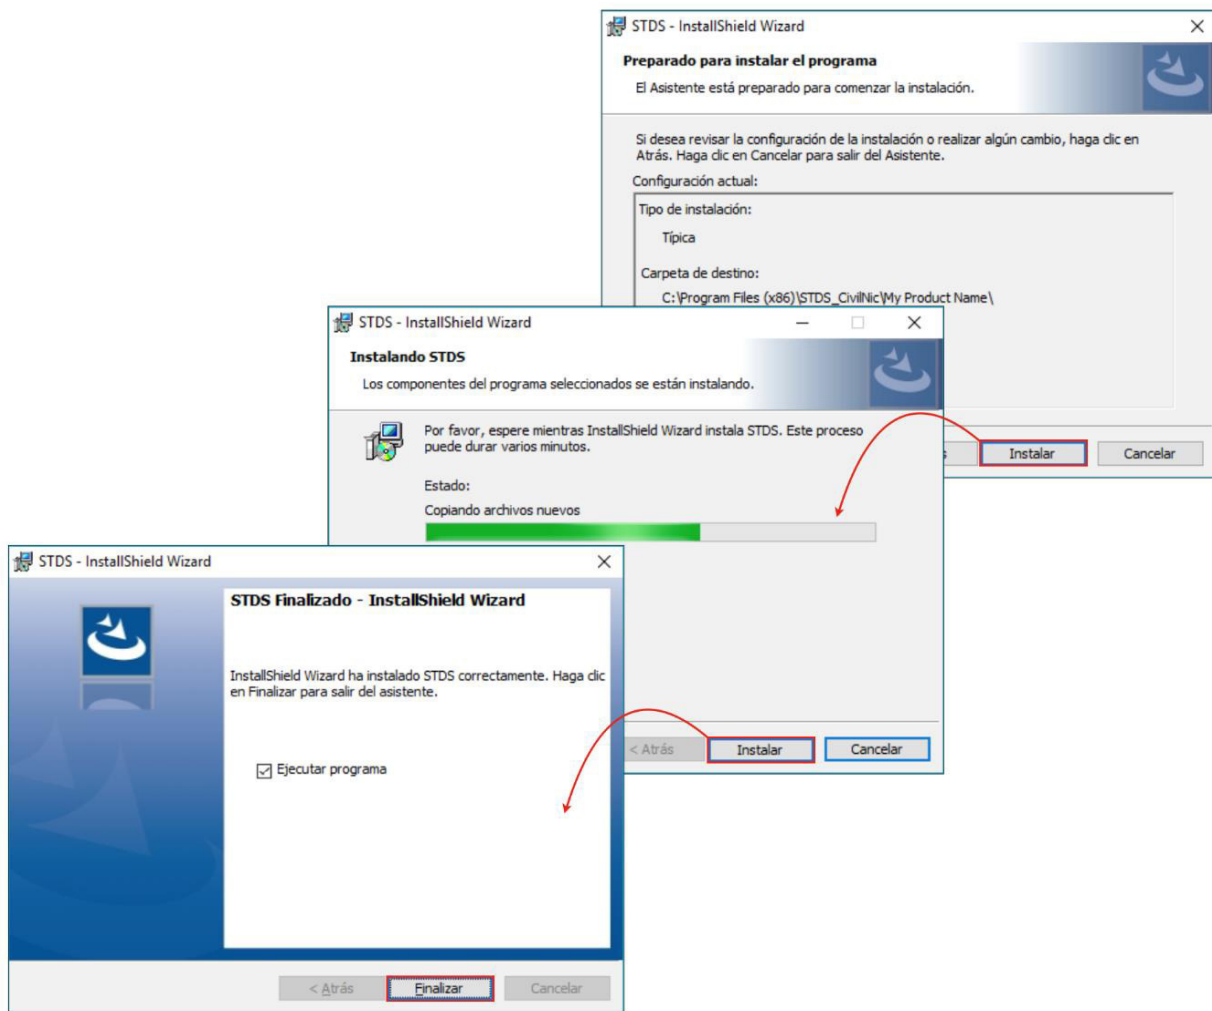 STDS - InstallShield Wizard
Preparado para instalar el programa
El Asistente está preparado para comenzar la instalación.
Si desea revisar la configuración de la instalación o realizar algún cambio, haga clic en
Atrás. Haga clic en Cancelar para salir del Asistente.
Configuración actual:
Tipo de instalación:
Típica
Carpeta de destino:
C:\Program Files (x86)\STDS_CivilNic\My Product Name\
Instalar
Cancelar
STDS - InstallShield Wizard
Instalando STDS
Los componentes del programa seleccionados se están instalando.
Por favor, espere mientras InstallShield Wizard instala STDS. Este proceso
puede durar varios minutos.
Estado:
Copiando archivos nuevos
< Atrás
Instalar
Cancelar
STDS - InstallShield Wizard
STDS Finalizado - InstallShield Wizard
InstallShield Wizard ha instalado STDS correctamente. Haga clic
en Finalizar para salir del asistente.
Ejecutar programa
< Atrás
Finalizar
Cancelar